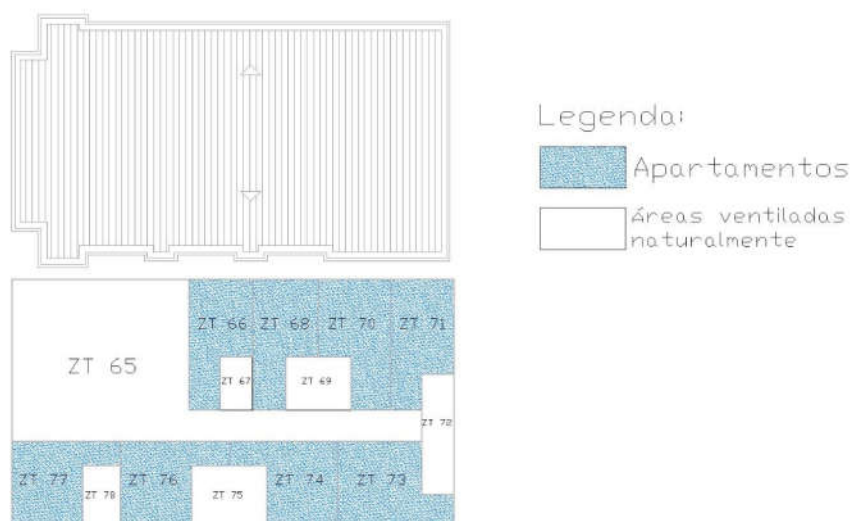 Legenda:
Apartamentos
Áreas ventiladas
naturalmente
ZT 66
ZT 68
ZT 70
ZT 71
ZT 65
ZT 67
ZT 69
ZT 72
ZT 77
ZT 76
ZT 74
ZT 73
ZT 78
ZT 75